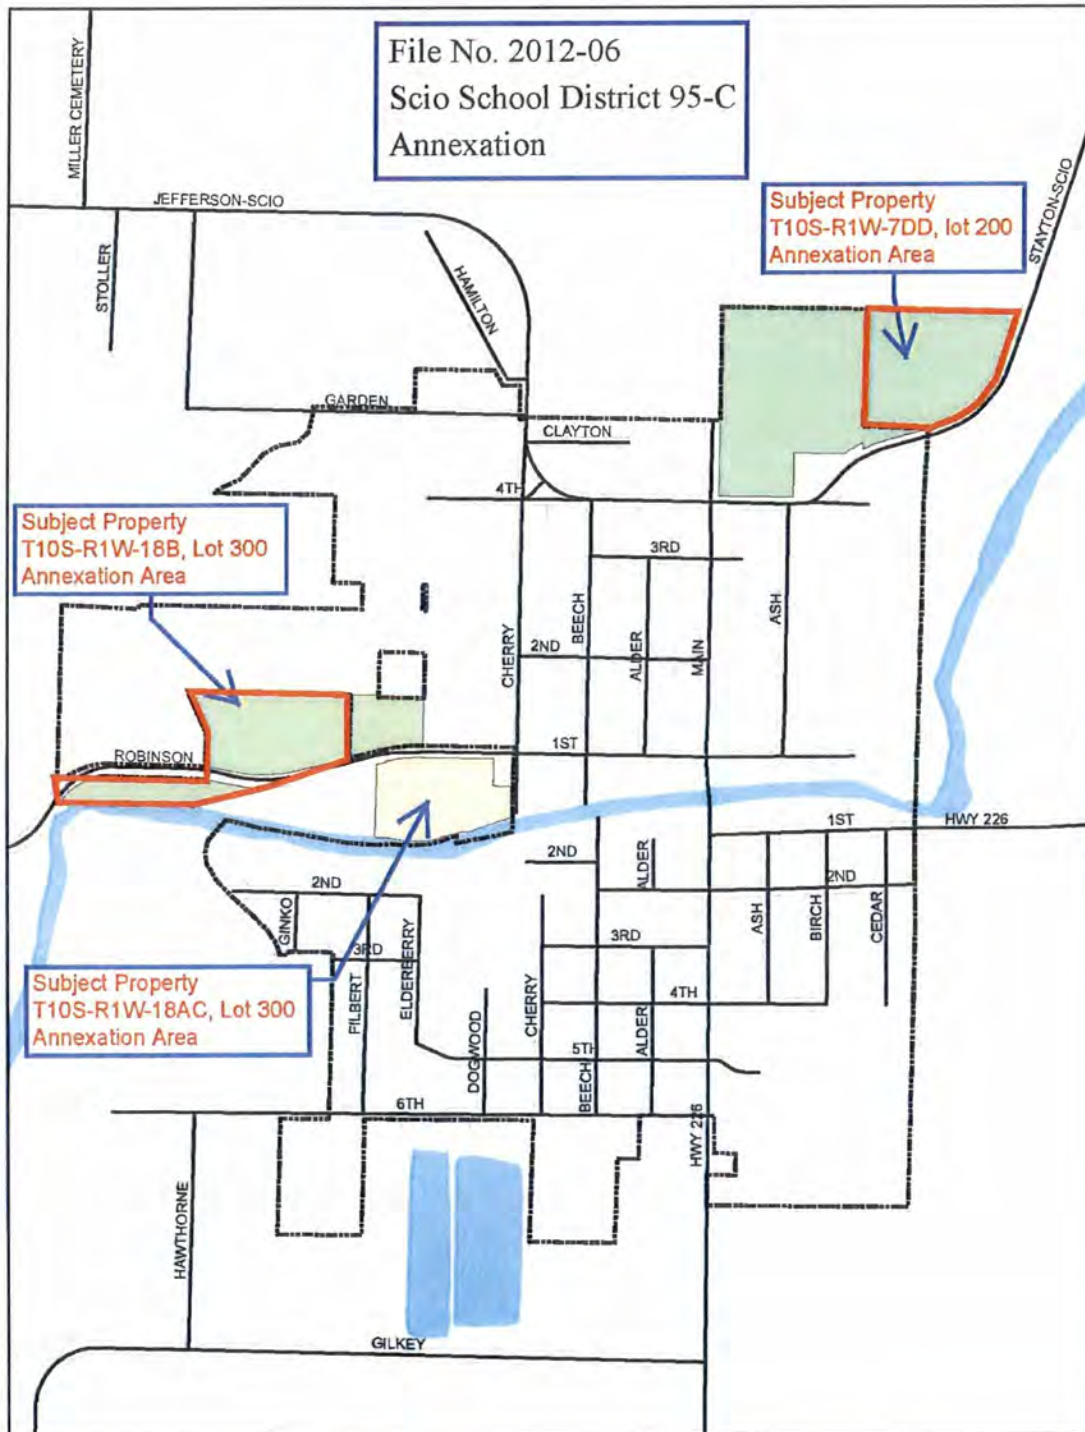 File No. 2012-06
Scio School District 95-C
Annexation
MILLER CEMETERY
JEFFERSON-SCIO
STOLLER
HAMILTON
Subject Property
T10S-R1W-7DD, lot 200
Annexation Area
STAYTON-SCIO
GARDEN
CLAYTON
4TH
Subject Property
T10S-R1W-18B, Lot 300
Annexation Area
3RD
CHERRY
BEECH
2ND
ALDER
MAIN
ASH
ROBINSON
1ST
1ST
HWY 226
2ND
ALDER
2ND
2ND
GINKO
ASH
BIRCH
CEDAR
3RD
3RD
FILBERT
ELDERBERRY
Subject Property
T10S-R1W-18AC, Lot 300
Annexation Area
DOGWOOD
CHERRY
4TH
ALDER
5TH
BEECH
6TH
HWY 226
HAWTHORNE
GILKEY